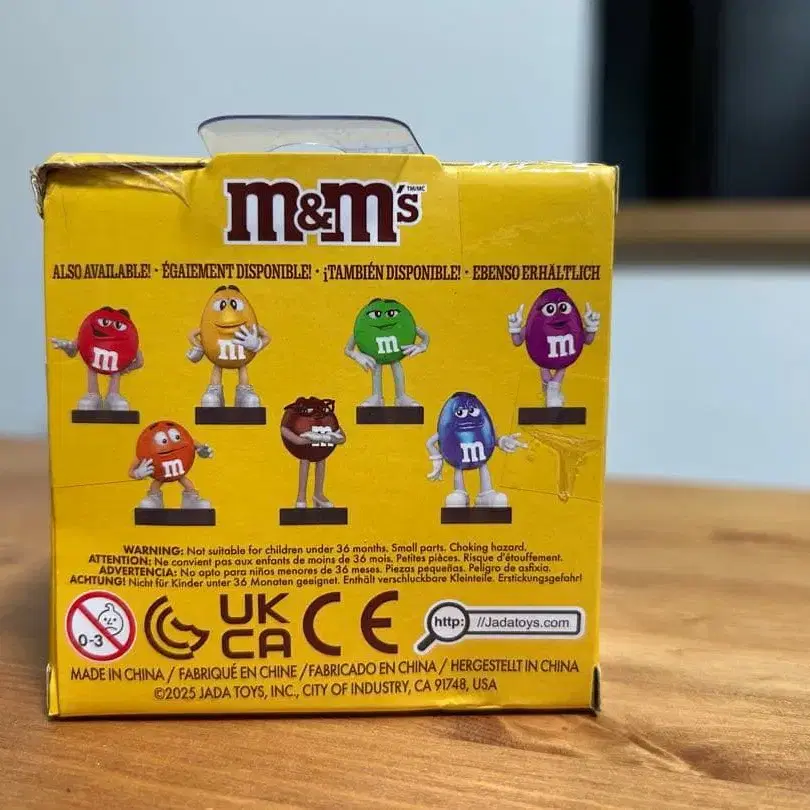 m&m's TM/MC
ALSO AVAILABLE! · ÉGAIEMENT DISPONIBLE! · ¡TAMBIÉN DISPONIBLE! · EBENSO ERHÄLTLICH
m m m m
m m m
WARNING: Not suitable for children under 36 months. Small parts. Choking hazard.
ATTENTION: Ne convient pas aux enfants de moins de 36 mois. Petites pièces. Risque d'étouffement.
ADVERTENCIA: No apto para niños menores de 36 meses. Piezas pequeñas. Peligro de asfixia.
ACHTUNG! Nicht für Kinder unter 36 Monaten geeignet. Enthält verschluckbare Kleinteile. Erstickungsgefahr!
0-3
UK
CA
CE
http: //Jadatoys.com
MADE IN CHINA / FABRIQUÉ EN CHINE / FABRICADO EN CHINA / HERGESTELLT IN CHINA
©2025 JADA TOYS, INC., CITY OF INDUSTRY, CA 91748, USA